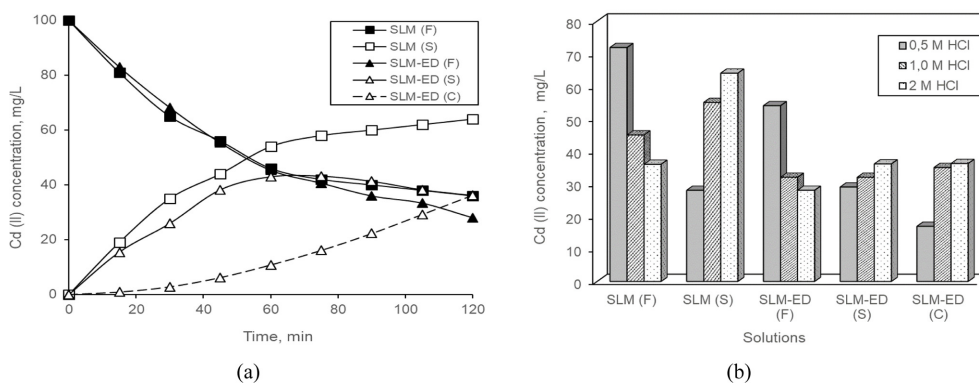 100
80
60
40
20
0
0 20 40 60 80 100 120
Cd (II) concentration, mg/L
Time, min
SLM (F)
SLM (S)
SLM-ED (F)
SLM-ED (S)
SLM-ED (C)
(a)
80
70
60
50
40
30
20
10
0
Cd (II) concentration , mg/L
0,5 M HCl
1,0 M HCl
2 M HCl
SLM (F) SLM (S) SLM-ED (F) SLM-ED (S) SLM-ED (C)
Solutions
(b)